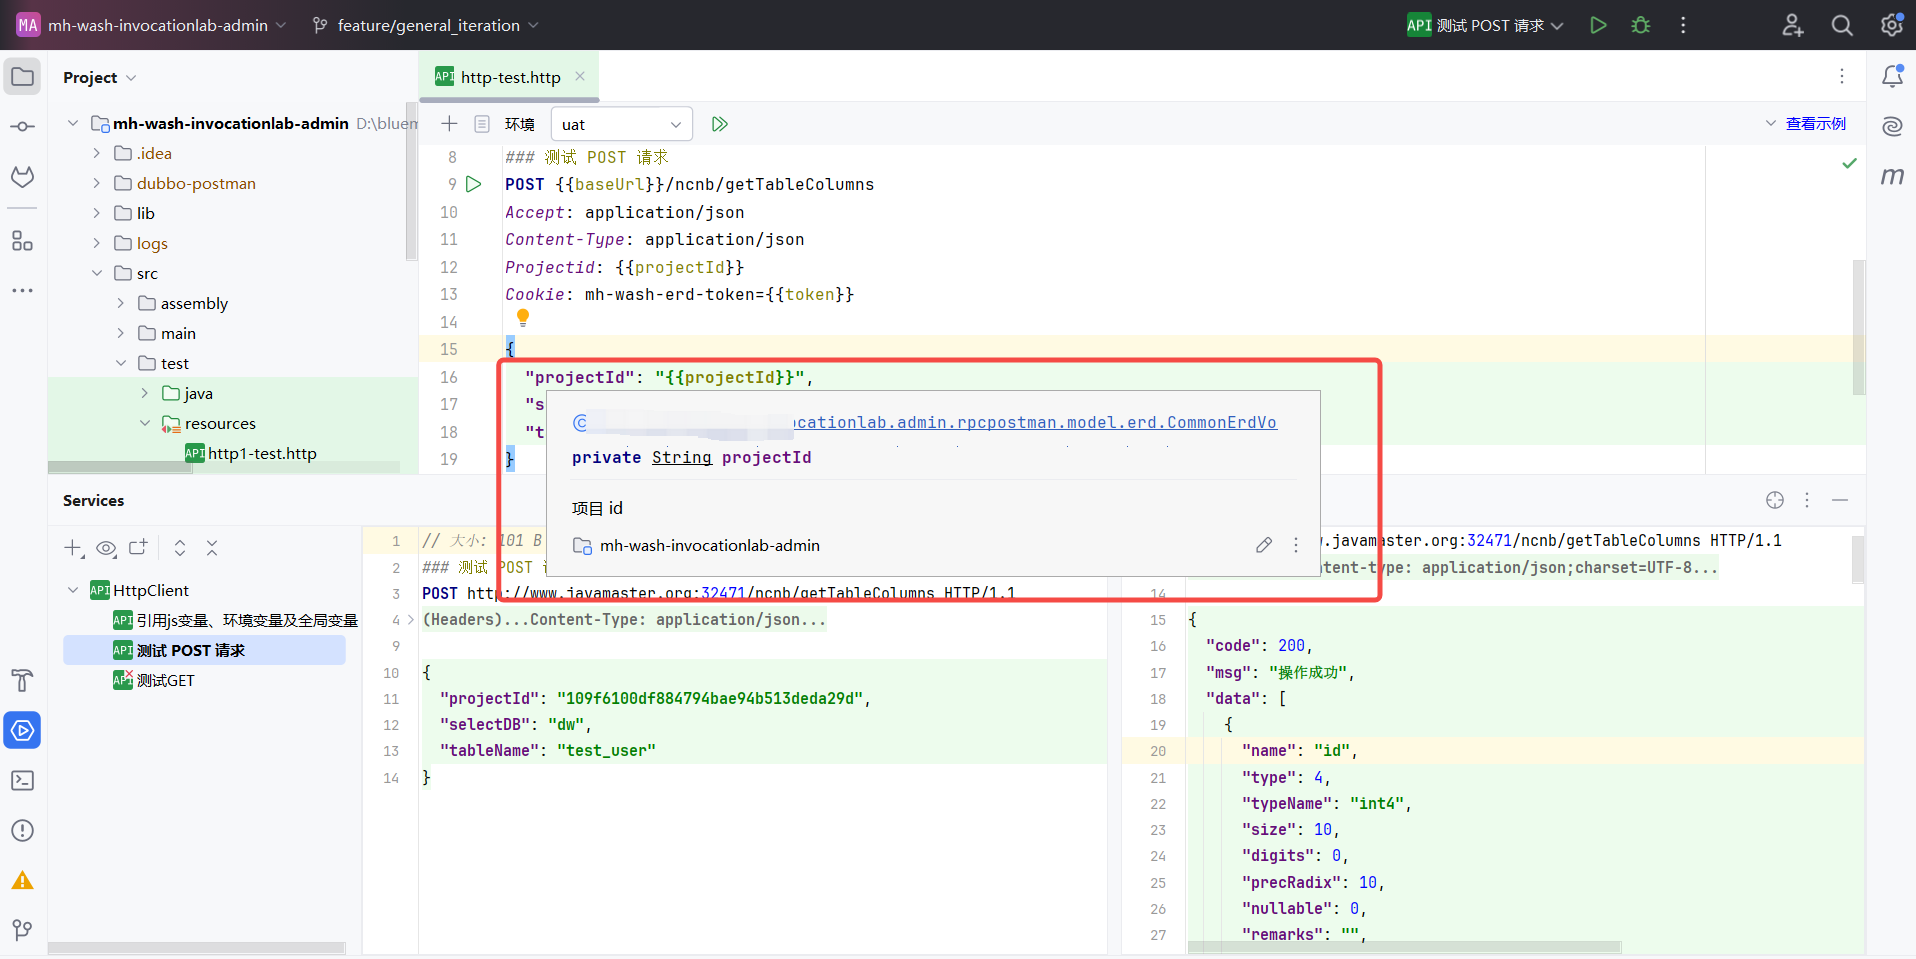 MA mh-wash-invocationlab-admin feature/general_iteration API 测试 POST 请求
Project
mh-wash-invocationlab-admin D:\bluem
.idea
dubbo-postman
lib
logs
src
assembly
main
test
java
resources
API http1-test.http
API http-test.http
环境 uat 查看示例
8 ### 测试 POST 请求
9 POST {{baseUrl}}/ncnb/getTableColumns
10 Accept: application/json
11 Content-Type: application/json
12 Projectid: {{projectId}}
13 Cookie: mh-wash-erd-token={{token}}
14
15 {
16 "projectId": "{{projectId}}",
17 "s
18 "t
19 }
ocationlab.admin.rpcpostman.model.erd.CommonErdVo
private String projectId
项目 id
mh-wash-invocationlab-admin
Services
API HttpClient
API 引用js变量、环境变量及全局变量
API 测试 POST 请求
API 测试GET
1 // 大小: 101 B
2 ### 测试 POST
3 POST http://www.javamaster.org:32471/ncnb/getTableColumns HTTP/1.1
4 (Headers)...Content-Type: application/json...
9
10 {
11 "projectId": "109f6100df884794bae94b513deda29d",
12 "selectDB": "dw",
13 "tableName": "test_user"
14 }
.javamaster.org:32471/ncnb/getTableColumns HTTP/1.1
ntent-type: application/json;charset=UTF-8...
14
15 {
16 "code": 200,
17 "msg": "操作成功",
18 "data": [
19 {
20 "name": "id",
21 "type": 4,
22 "typeName": "int4",
23 "size": 10,
24 "digits": 0,
25 "precRadix": 10,
26 "nullable": 0,
27 "remarks": "",